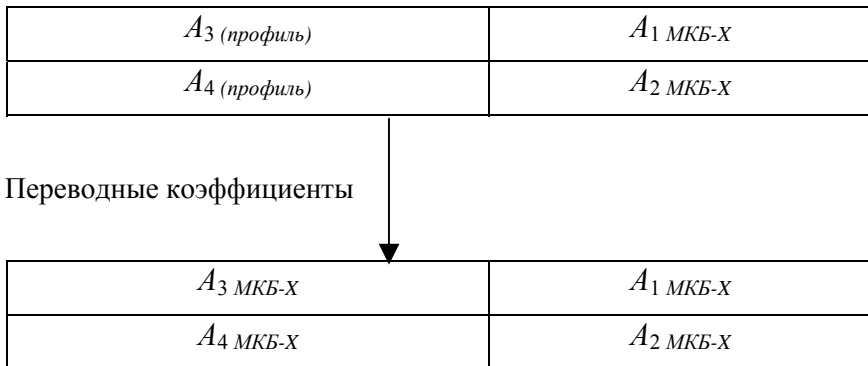 A3 (профиль) A1 МКБ-X
A4 (профиль) A2 МКБ-X
Переводные коэффициенты
A3 МКБ-X A1 МКБ-X
A4 МКБ-X A2 МКБ-X